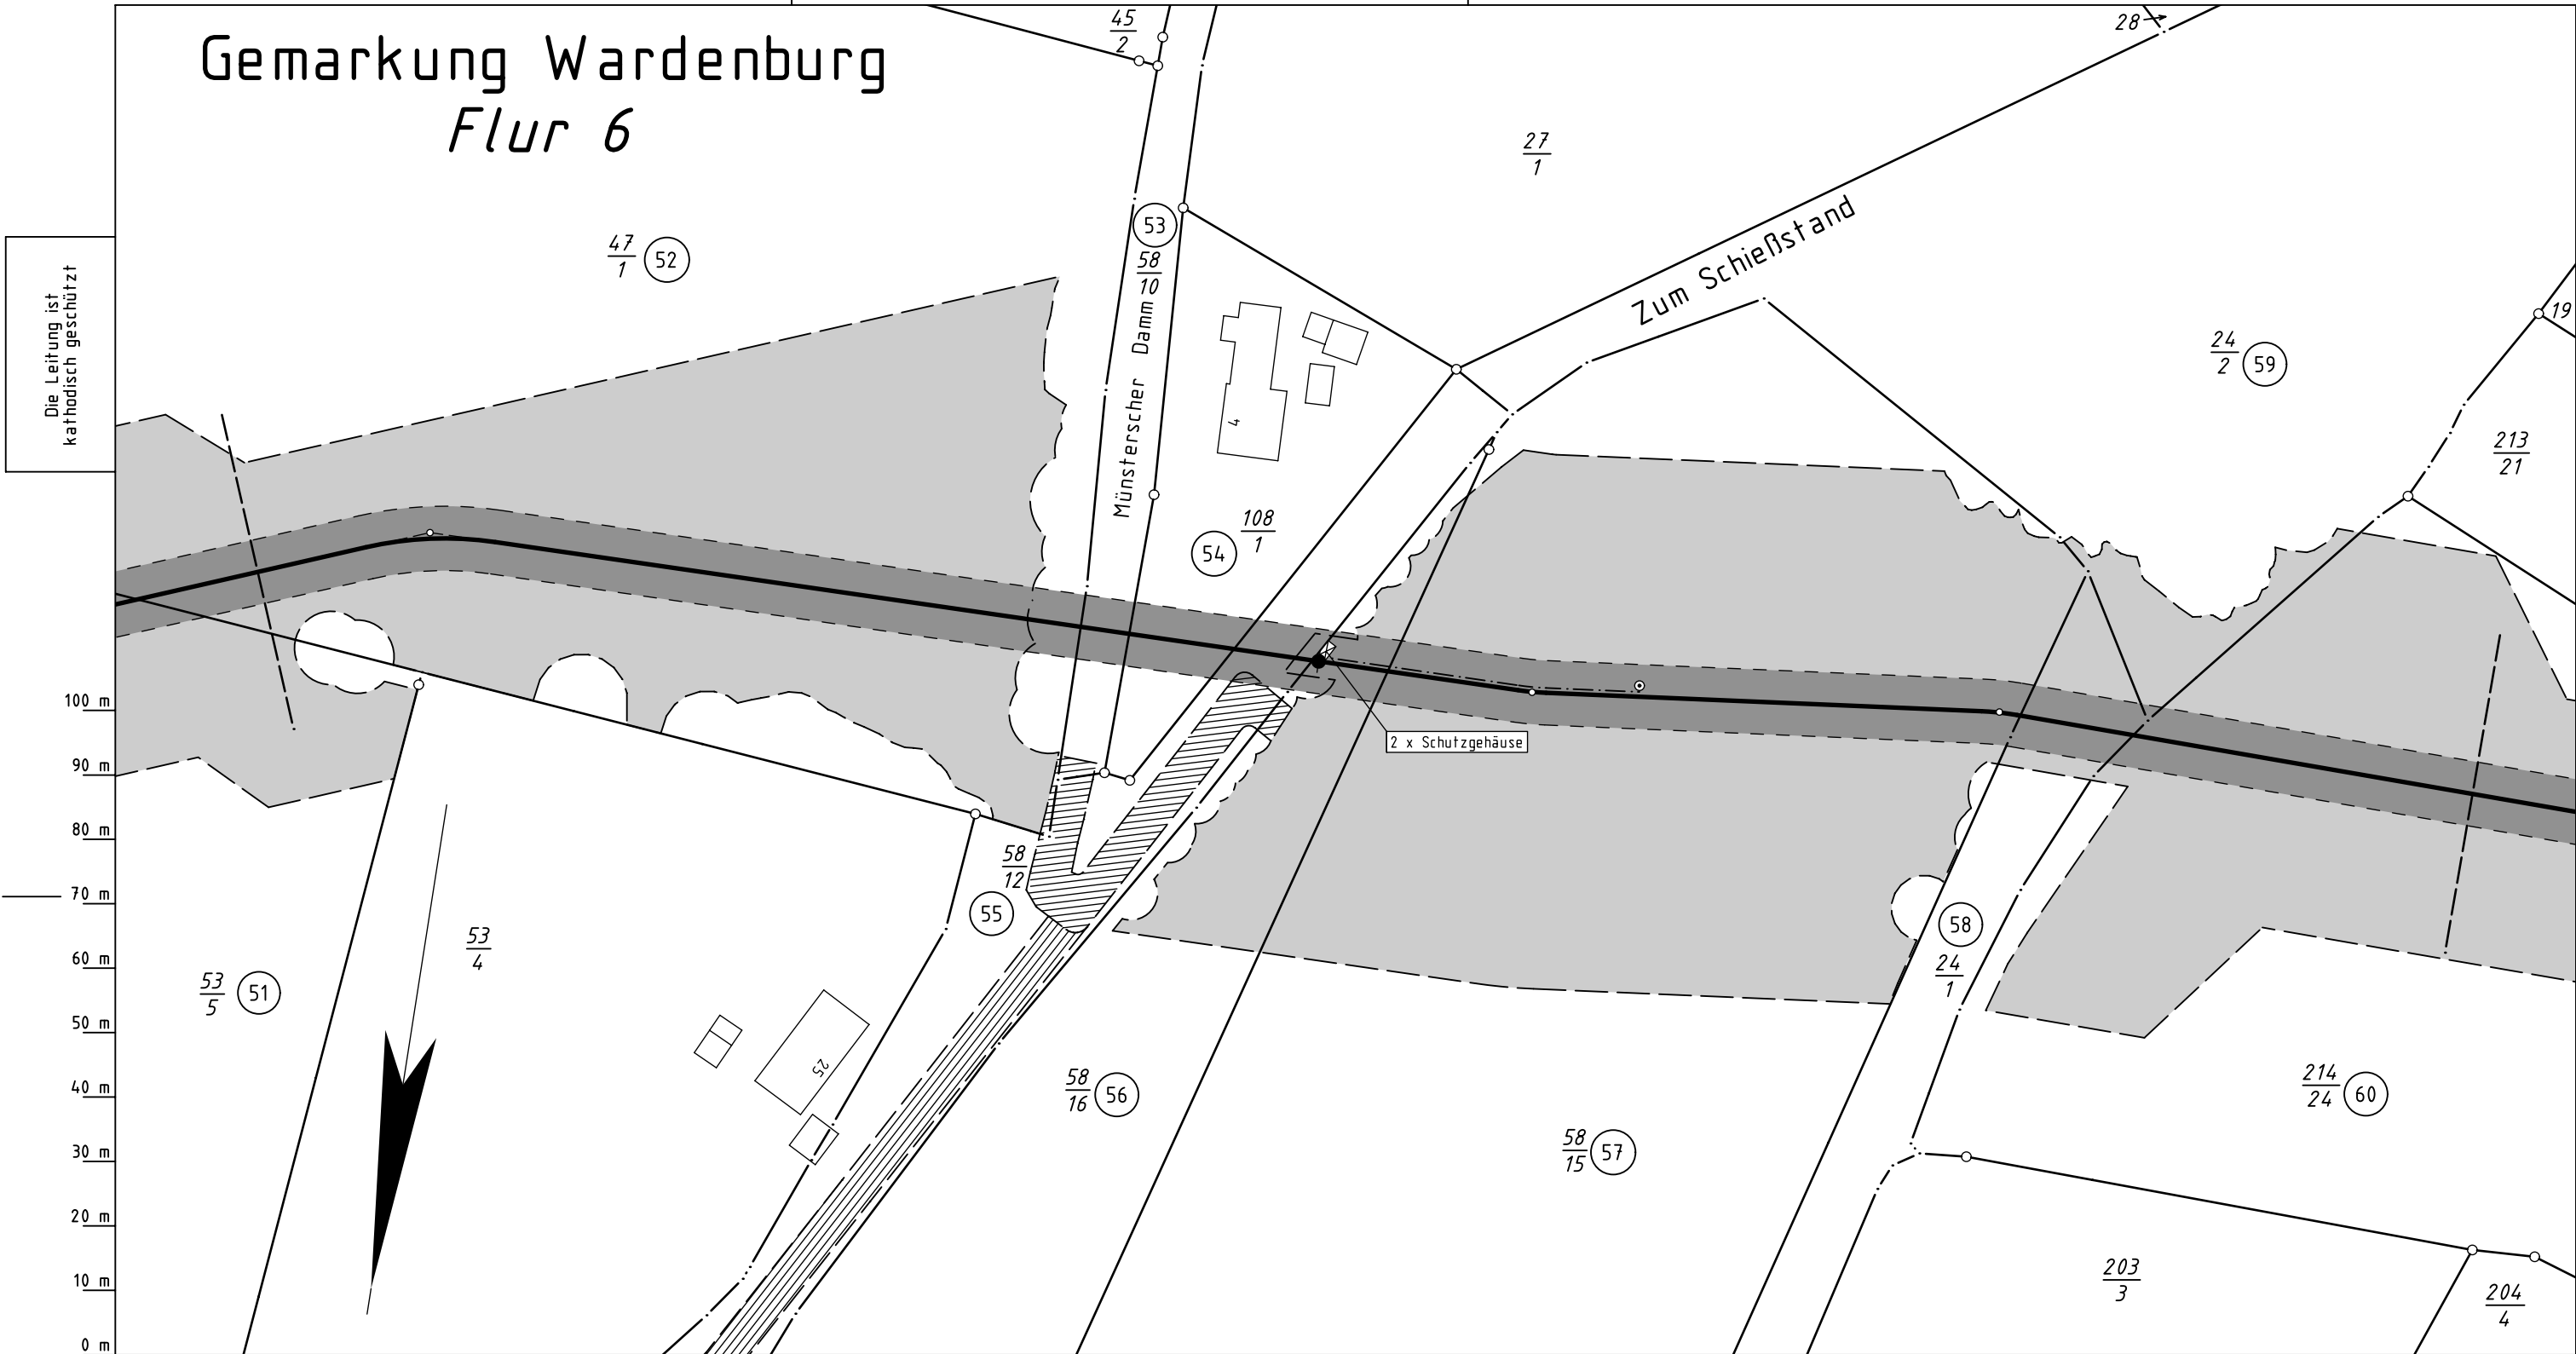 Gemarkung Wardenburg
Flur 6
45
2
28
27
1
53
58
10
47
1
52
Zum Schießstand
Münsterscher Damm
Die Leitung ist
kathodisch geschützt
19
24
2
59
4
213
21
108
1
54
2 x Schutzgehäuse
100 m
90 m
80 m
70 m
60 m
50 m
40 m
30 m
20 m
10 m
0 m
58
12
55
58
24
1
53
4
53
5
51
25
58
16
56
58
15
57
214
24
60
203
3
204
4